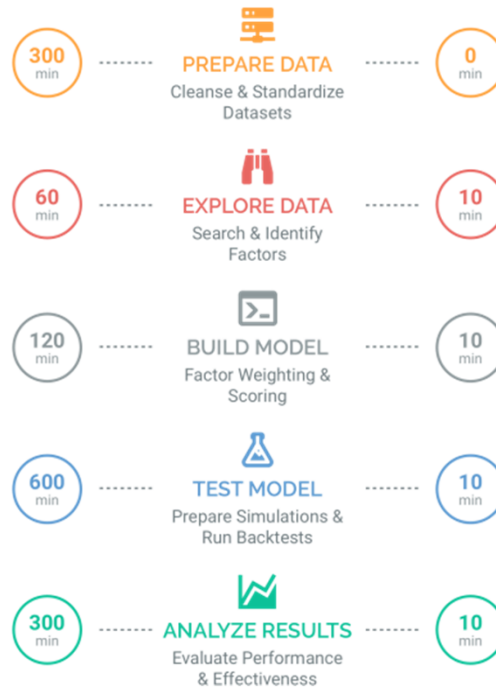 300
min
PREPARE DATA
0
min
Cleanse & Standardize
Datasets
60
min
EXPLORE DATA
10
min
Search & Identify
Factors
120
min
BUILD MODEL
10
min
Factor Weighting &
Scoring
600
min
TEST MODEL
10
min
Prepare Simulations &
Run Backtests
300
min
ANALYZE RESULTS
10
min
Evaluate Performance
& Effectiveness